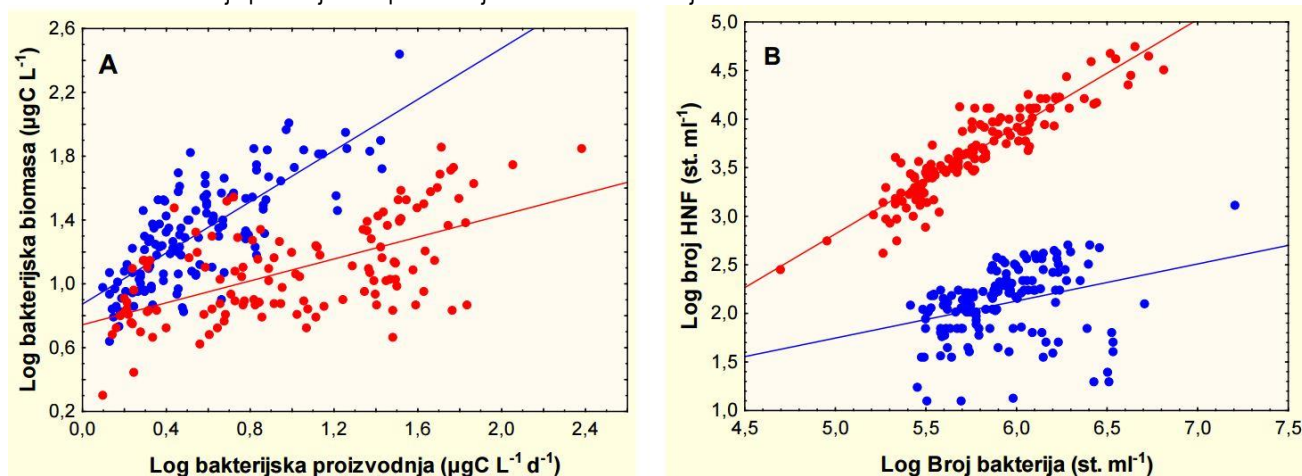 A
Log bakterijska biomasa (µgC L⁻¹)
2,6
2,2
1,8
1,4
1,0
0,6
0,2
0,0 0,4 0,8 1,2 1,6 2,0 2,4
Log bakterijska proizvodnja (µgC L⁻¹ d⁻¹)
B
Log broj HNF (st. ml⁻¹)
5,0
4,5
4,0
3,5
3,0
2,5
2,0
1,5
1,0
4,5 5,0 5,5 6,0 6,5 7,0 7,5
Log Broj bakterija (st. ml⁻¹)